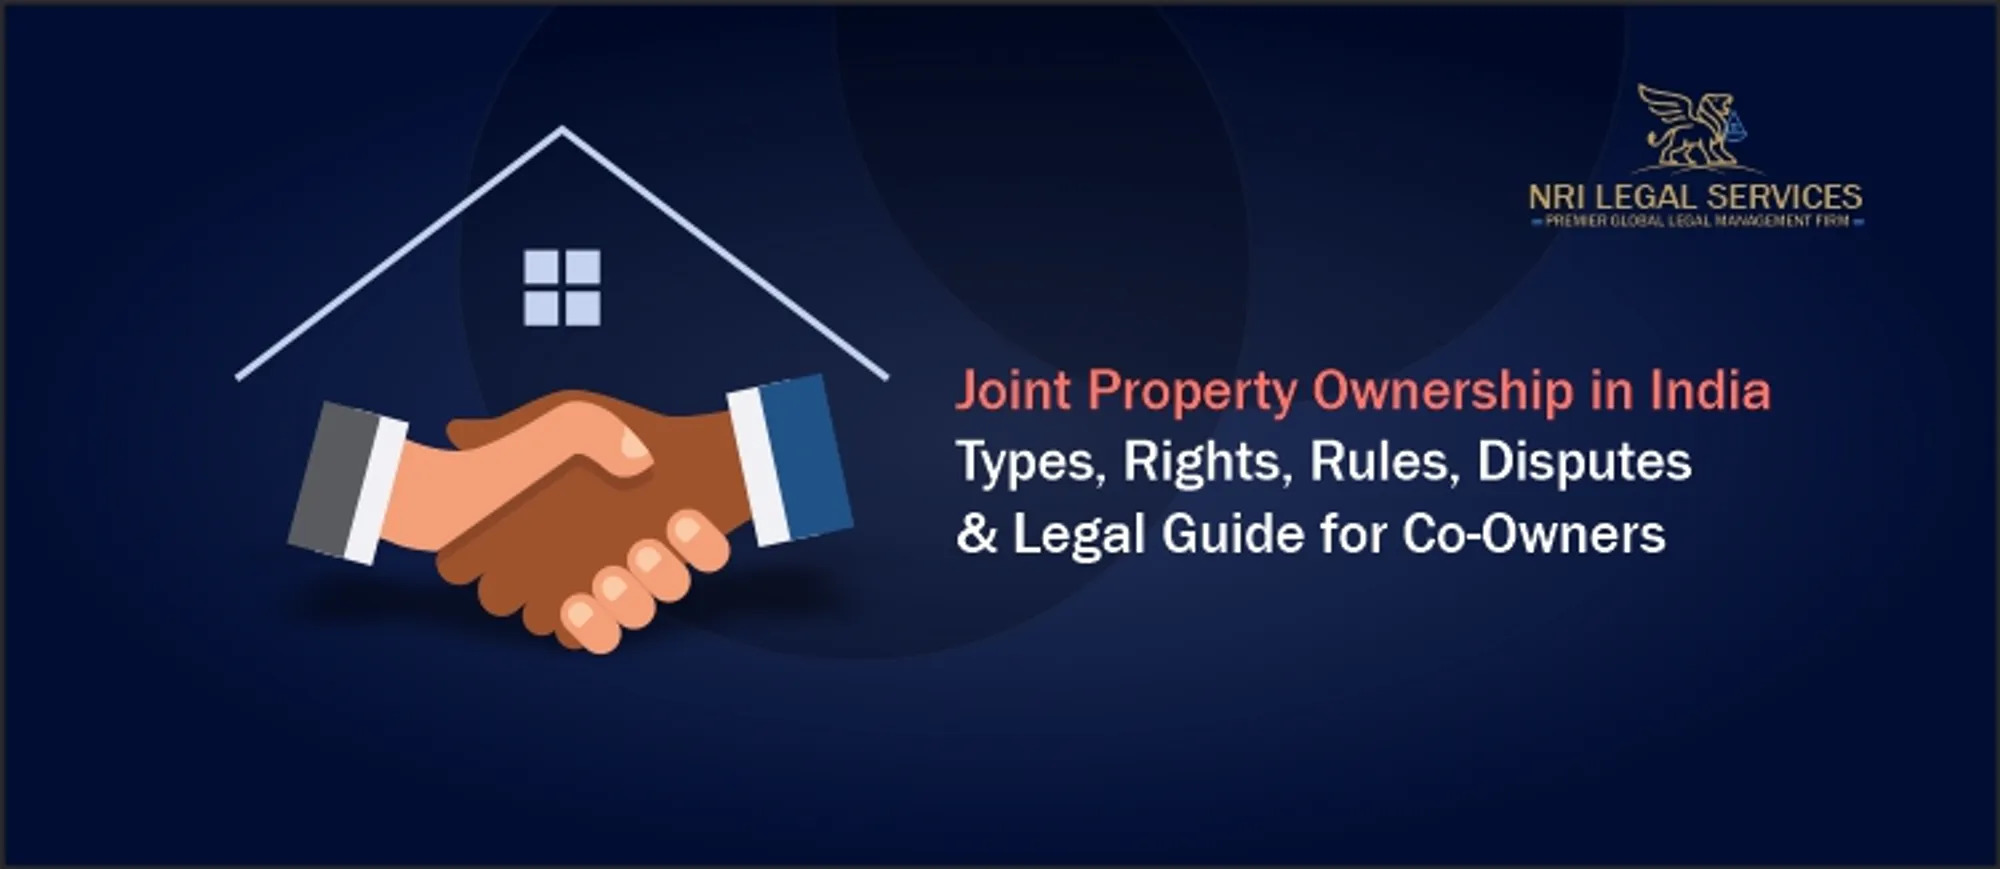 NRI LEGAL SERVICES
PREMIER GLOBAL LEGAL MANAGEMENT FIRM
Joint Property Ownership in India
Types, Rights, Rules, Disputes
& Legal Guide for Co-Owners